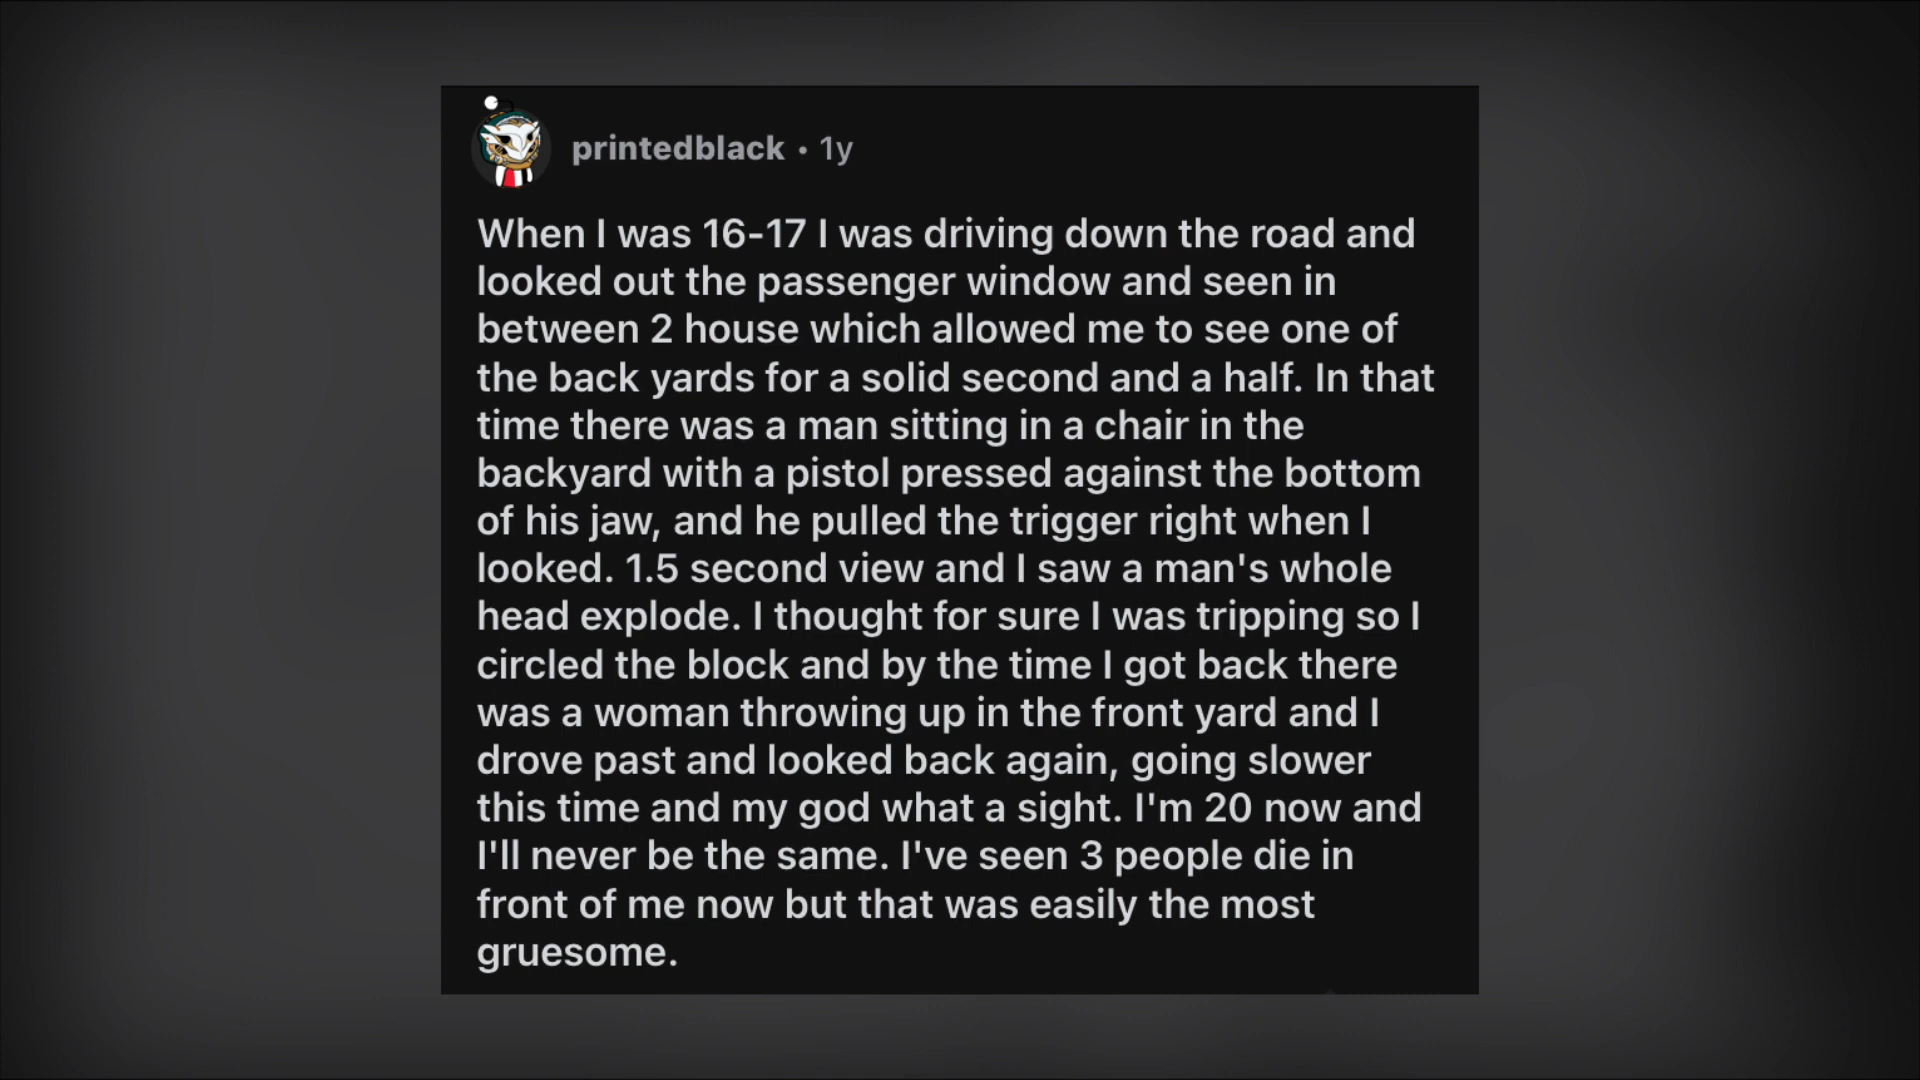 printedblack • 1y
When I was 16-17 I was driving down the road and
looked out the passenger window and seen in
between 2 house which allowed me to see one of
the back yards for a solid second and a half. In that
time there was a man sitting in a chair in the
backyard with a pistol pressed against the bottom
of his jaw, and he pulled the trigger right when I
looked. 1.5 second view and I saw a man's whole
head explode. I thought for sure I was tripping so I
circled the block and by the time I got back there
was a woman throwing up in the front yard and I
drove past and looked back again, going slower
this time and my god what a sight. I'm 20 now and
I'll never be the same. I've seen 3 people die in
front of me now but that was easily the most
gruesome.